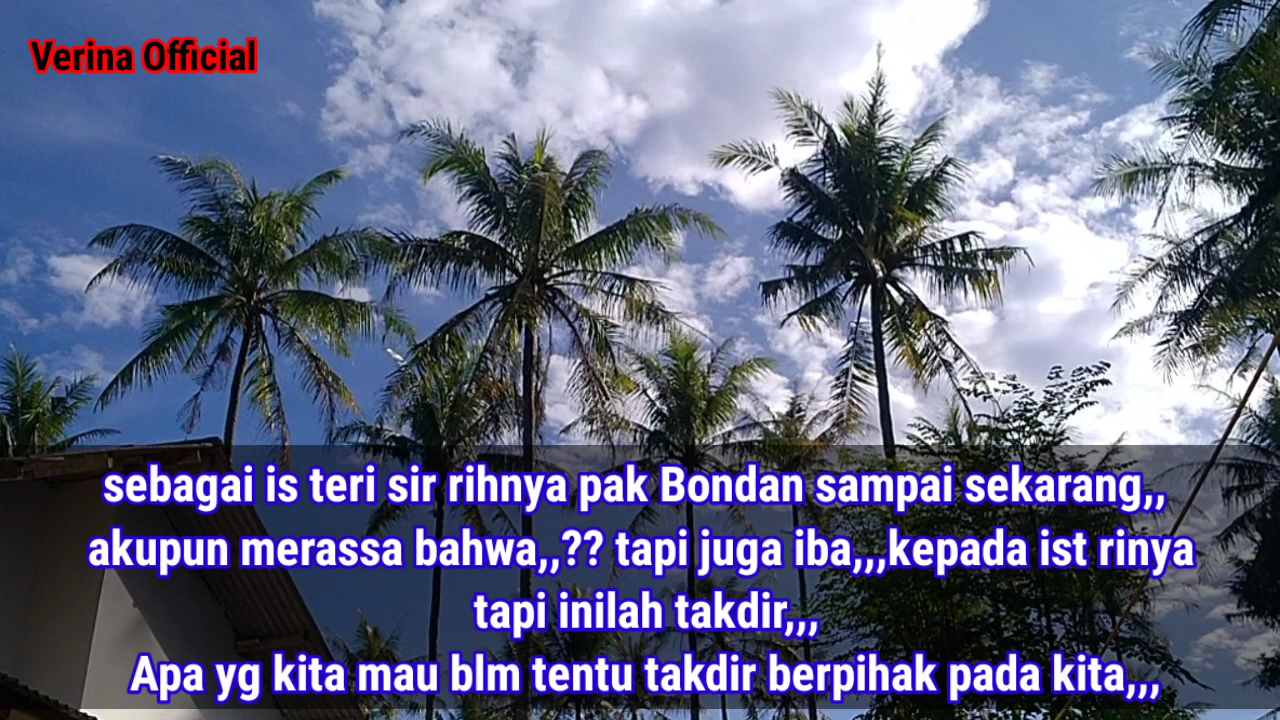 Verina Official
sebagai is teri sir rihnya pak Bondan sampai sekarang,,
akupun merassa bahwa,,?? tapi juga iba,,,kepada ist rinya
tapi inilah takdir,,,
Apa yg kita mau blm tentu takdir berpihak pada kita,,,